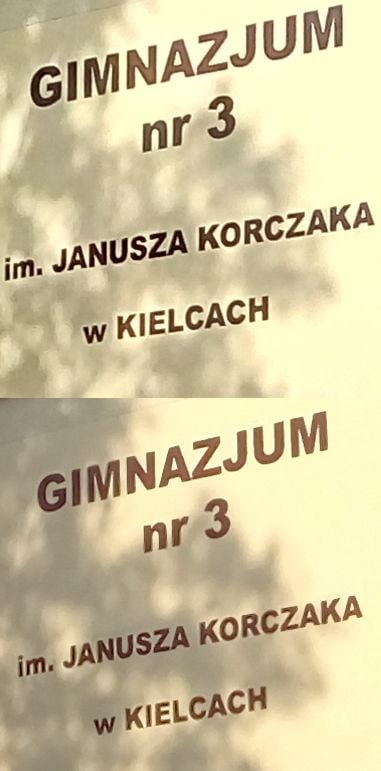 GIMNAZJUM
nr 3
im. JANUSZA KORCZAKA
w KIELCACH
GIMNAZJUM
nr 3
im. JANUSZA KORCZAKA
w KIELCACH